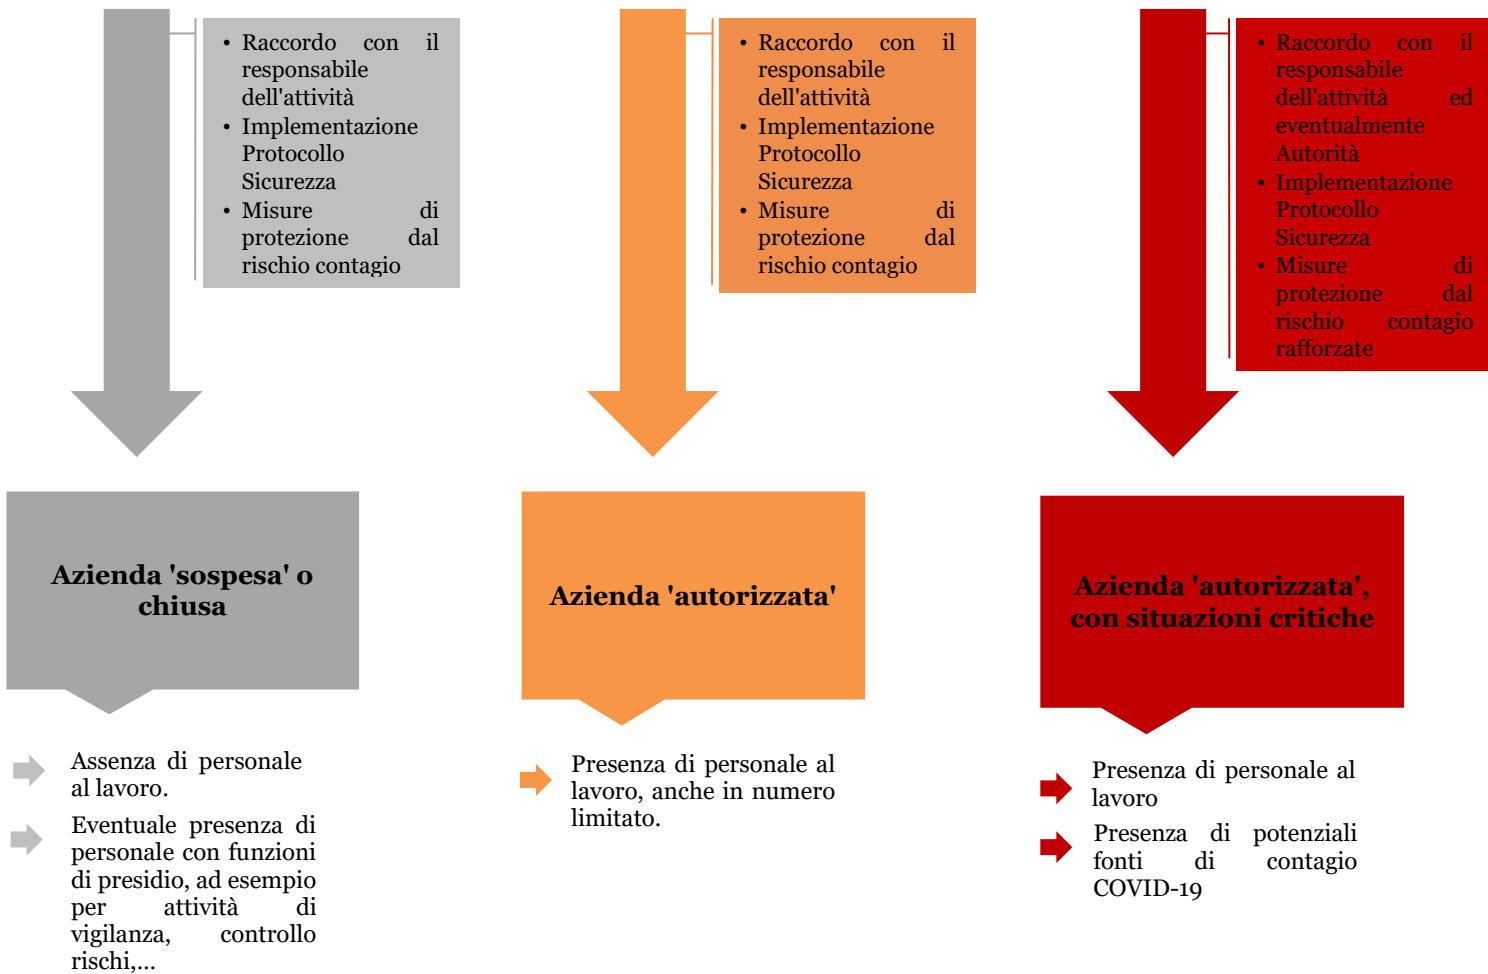 • Raccordo con il
responsabile
dell'attività
• Implementazione
Protocollo
Sicurezza
• Misure di
protezione dal
rischio contagio
• Raccordo con il
responsabile
dell'attività
• Implementazione
Protocollo
Sicurezza
• Misure di
protezione dal
rischio contagio
• Raccordo con il
responsabile
dell'attività ed
eventualmente
Autorità
• Implementazione
Protocollo
Sicurezza
• Misure di
protezione dal
rischio contagio
rafforzate
Azienda 'sospesa' o
chiusa
Azienda 'autorizzata'
Azienda 'autorizzata',
con situazioni critiche
Assenza di personale
al lavoro.
Eventuale presenza di
personale con funzioni
di presidio, ad esempio
per attività di
vigilanza, controllo
rischi,...
Presenza di personale al
lavoro, anche in numero
limitato.
Presenza di personale al
lavoro
Presenza di potenziali
fonti di contagio
COVID-19